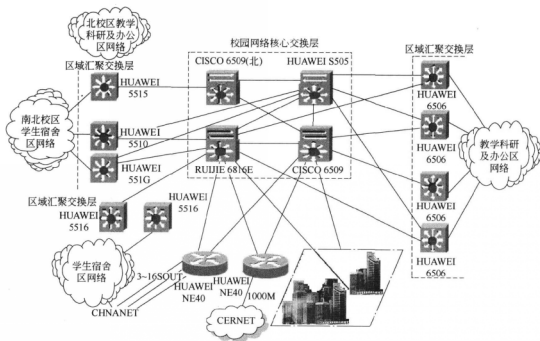 北校区教学
科研及办公
区网络
校园网络核心交换层
区域汇聚交换层
CISCO 6509(北)
HUAWEI S505
区域汇聚交换层
HUAWEI
5515
HUAWEI
6506
南北校区
学生宿舍
区网络
HUAWEI
5510
HUAWEI
6506
教学科研
及办公区
网络
HUAWEI
551G
RUIJIE 6816E
CISCO 6509
区域汇聚交换层
HUAWEI
5516
HUAWEI
5516
HUAWEI
6506
HUAWEI
6506
学生宿舍
区网络
3~16SOUT
HUAWEI
NE40
HUAWEI
NE40
1000M
CHNANET
CERNET